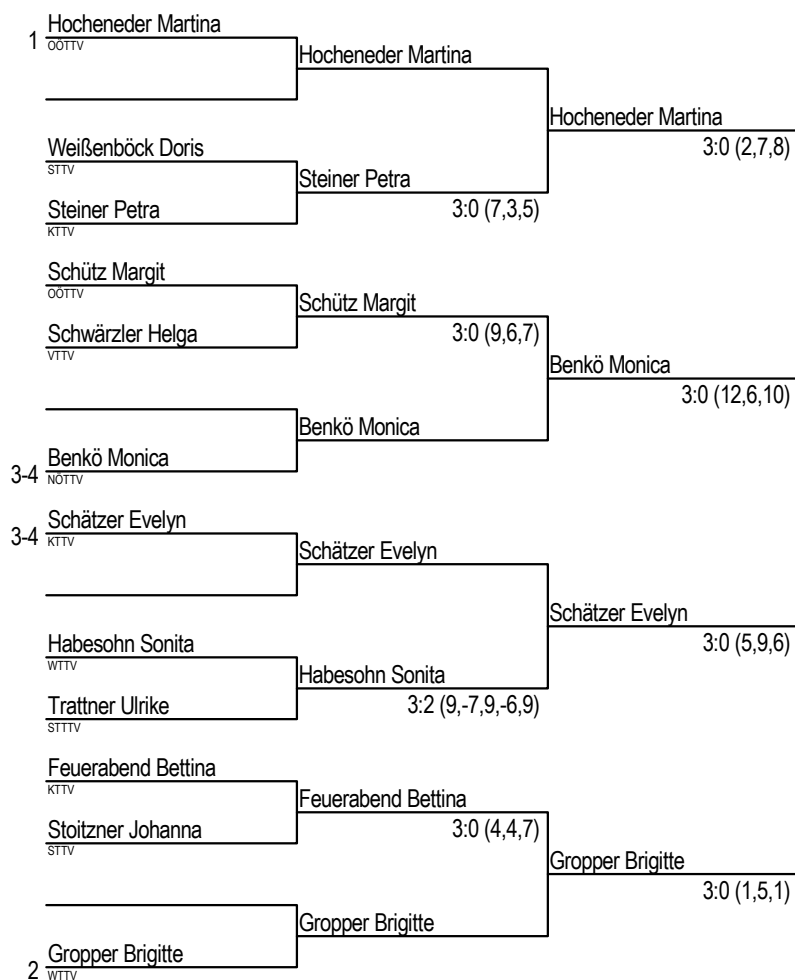 Hocheneder Martina
1
OÖTTV
Hocheneder Martina
Hocheneder Martina
3:0 (2,7,8)
Weißenböck Doris
STTV
Steiner Petra
3:0 (7,3,5)
Steiner Petra
KTTV
Schütz Margit
OÖTTV
Schütz Margit
3:0 (9,6,7)
Schwärzler Helga
VTTV
Benkö Monica
3:0 (12,6,10)
Benkö Monica
Benkö Monica
3-4
NÖTTV
Schätzer Evelyn
3-4
KTTV
Schätzer Evelyn
Schätzer Evelyn
3:0 (5,9,6)
Habesohn Sonita
WTTV
Habesohn Sonita
3:2 (9,-7,9,-6,9)
Trattner Ulrike
STTTV
Feuerabend Bettina
KTTV
Feuerabend Bettina
3:0 (4,4,7)
Stoitzner Johanna
STTV
Gropper Brigitte
3:0 (1,5,1)
Gropper Brigitte
Gropper Brigitte
2
WTTV